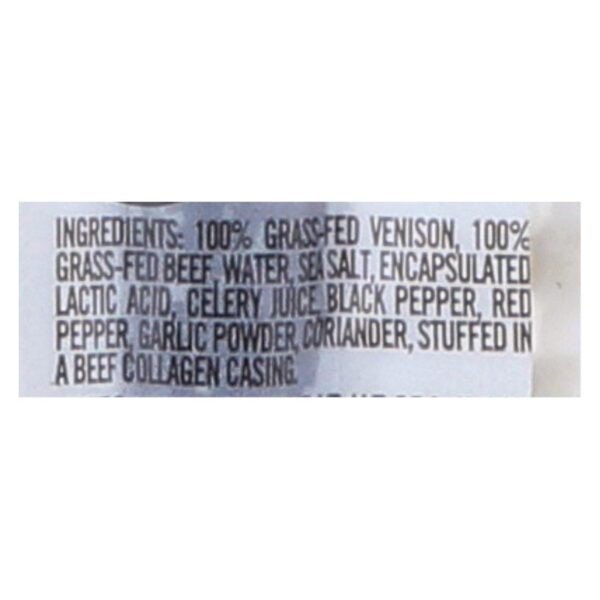 INGREDIENTS: 100% GRASS-FED VENISON, 100%
GRASS-FED BEEF, WATER, SEA SALT, ENCAPSULATED
LACTIC ACID, CELERY JUICE, BLACK PEPPER, RED
PEPPER, GARLIC POWDER, CORIANDER, STUFFED IN
A BEEF COLLAGEN CASING.